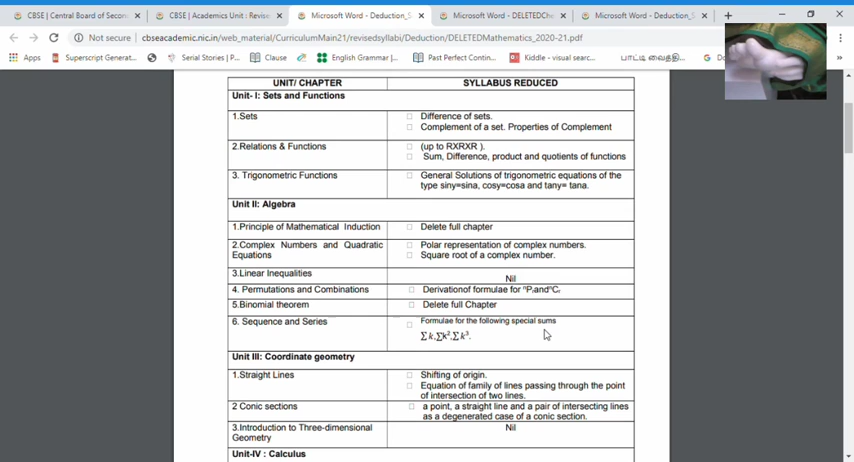 CBSE | Central Board of Secon
CBSE | Academics Unit : Revise
Microsoft Word - Deduction_S
Microsoft Word - DELETEDChe
Microsoft Word - Deduction_S
Not secure | cbseacademic.nic.in/web_material/CurriculumMain21/revisedsyllabi/Deduction/DELETEDMathematics_2020-21.pdf
Apps Superscript Generat... Serial Stories | P... Clause English Grammar |... Past Perfect Contin... Kiddle - visual searc... பாட்டி வைத்தி... Go
UNIT/ CHAPTER SYLLABUS REDUCED
Unit- I: Sets and Functions
1.Sets Difference of sets.
Complement of a set. Properties of Complement
2.Relations & Functions (up to RXRXR ).
Sum, Difference, product and quotients of functions
3. Trigonometric Functions General Solutions of trigonometric equations of the
type siny=sina, cosy=cosa and tany= tana.
Unit II: Algebra
1.Principle of Mathematical Induction Delete full chapter
2.Complex Numbers and Quadratic Polar representation of complex numbers.
Equations Square root of a complex number.
3.Linear Inequalities Nil
4. Permutations and Combinations Derivationof formulae for ⁿPᵣandⁿCᵣ
5.Binomial theorem Delete full Chapter
6. Sequence and Series Formulae for the following special sums
∑k,∑k²,∑k³.
Unit III: Coordinate geometry
1.Straight Lines Shifting of origin.
Equation of family of lines passing through the point
of intersection of two lines.
2 Conic sections a point, a straight line and a pair of intersecting lines
as a degenerated case of a conic section.
3.Introduction to Three-dimensional Nil
Geometry
Unit-IV : Calculus